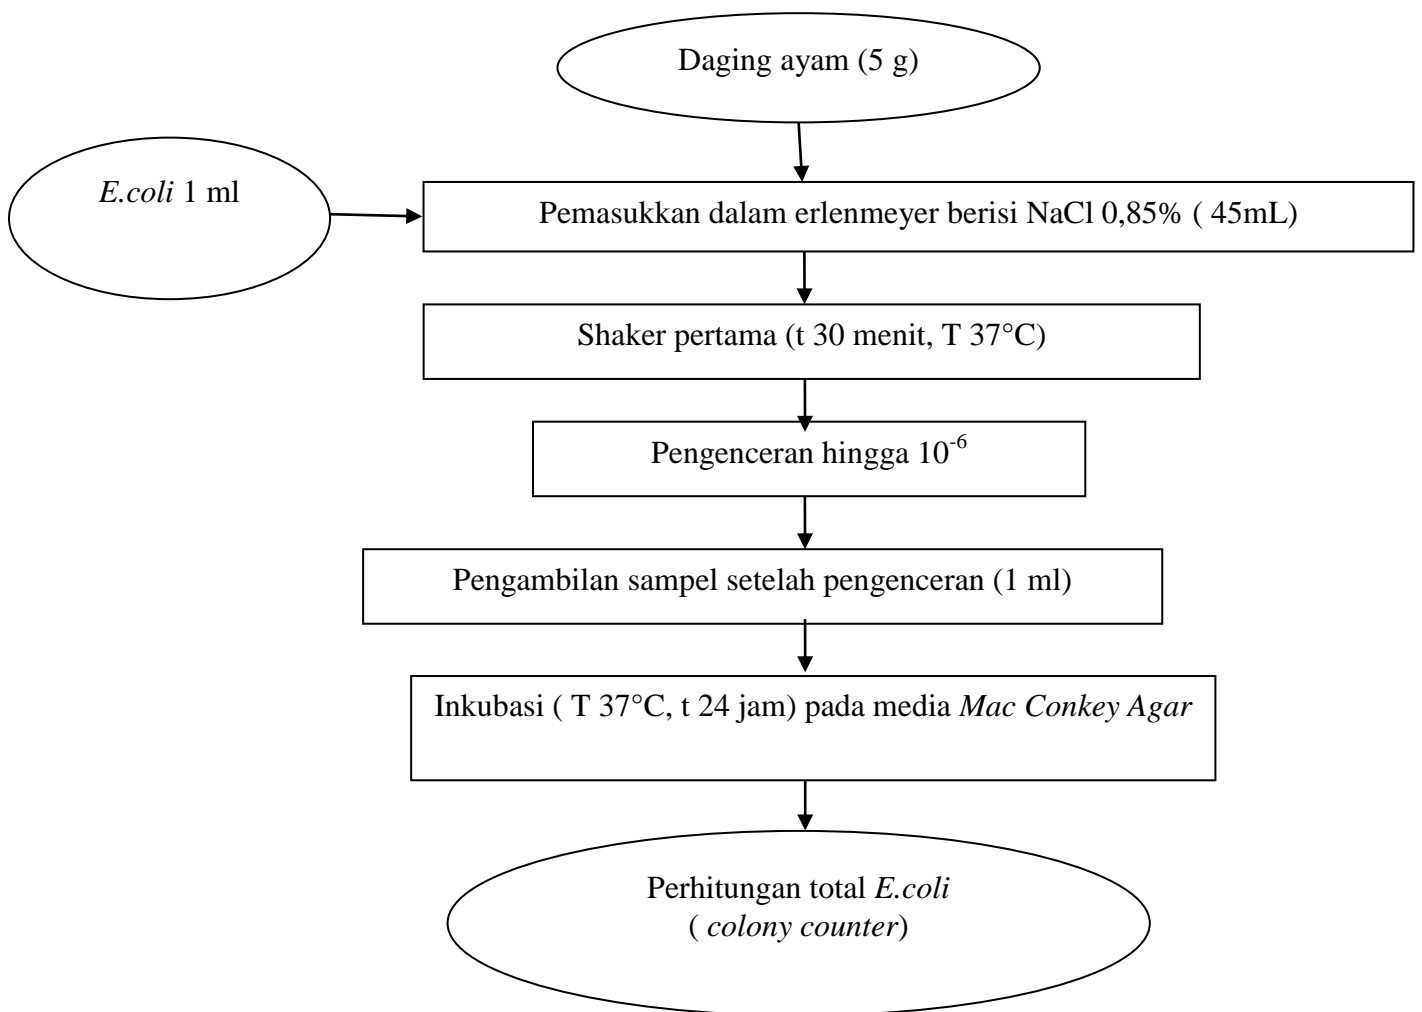 Daging ayam (5 g)
E.coli 1 ml
Pemasukkan dalam erlenmeyer berisi NaCl 0,85% ( 45mL)
Shaker pertama (t 30 menit, T 37°C)
Pengenceran hingga 10⁻⁶
Pengambilan sampel setelah pengenceran (1 ml)
Inkubasi ( T 37°C, t 24 jam) pada media Mac Conkey Agar
Perhitungan total E.coli
( colony counter)